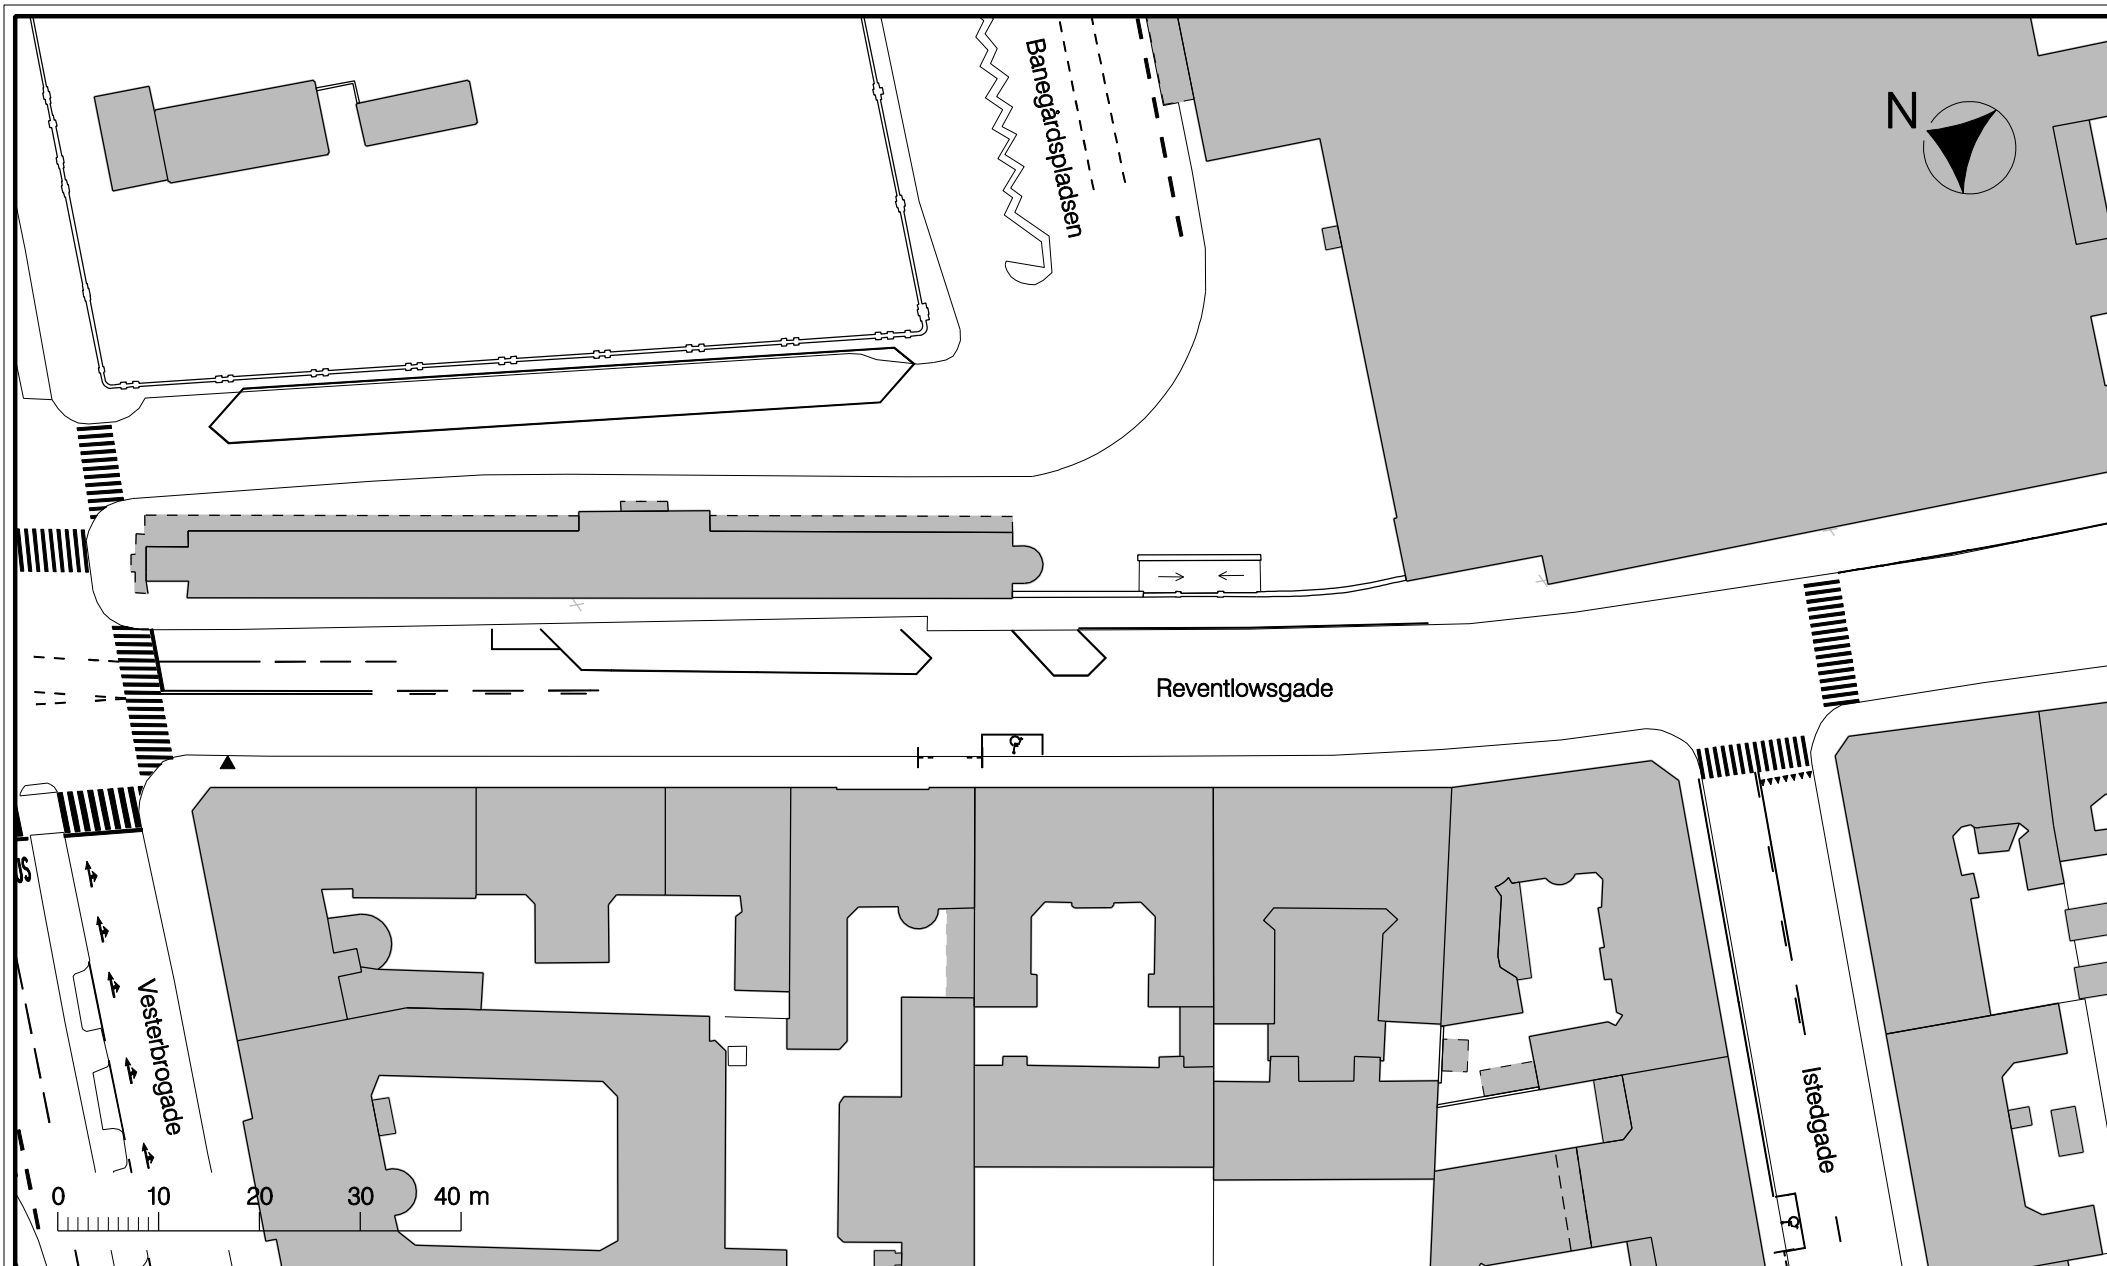 Banegårdspladsen
N
Reventlowsgade
Vesterbrogade
Istedgade
0 10 20 30 40 m